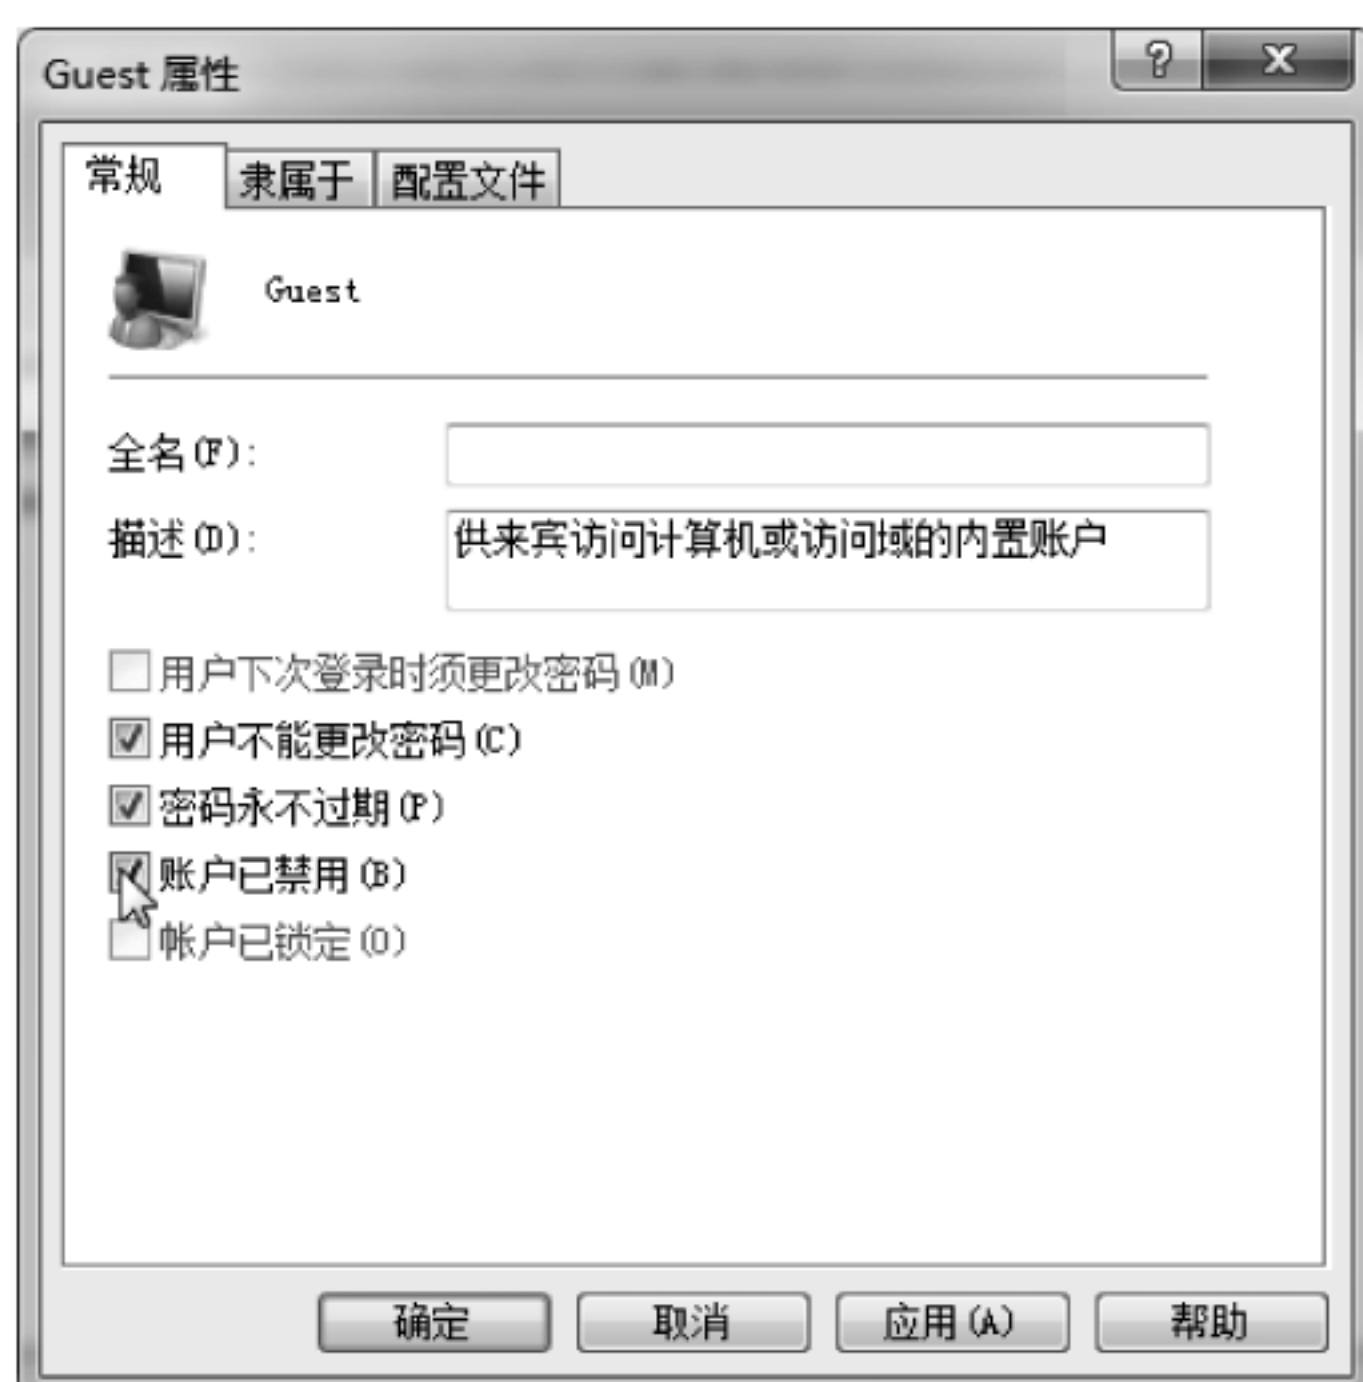 Guest 属性
常规 隶属于 配置文件
Guest
全名(F):
描述(D): 供来宾访问计算机或访问域的内置账户
用户下次登录时须更改密码(M)
用户不能更改密码(C)
密码永不过期(P)
账户已禁用(B)
帐户已锁定(O)
确定 取消 应用(A) 帮助